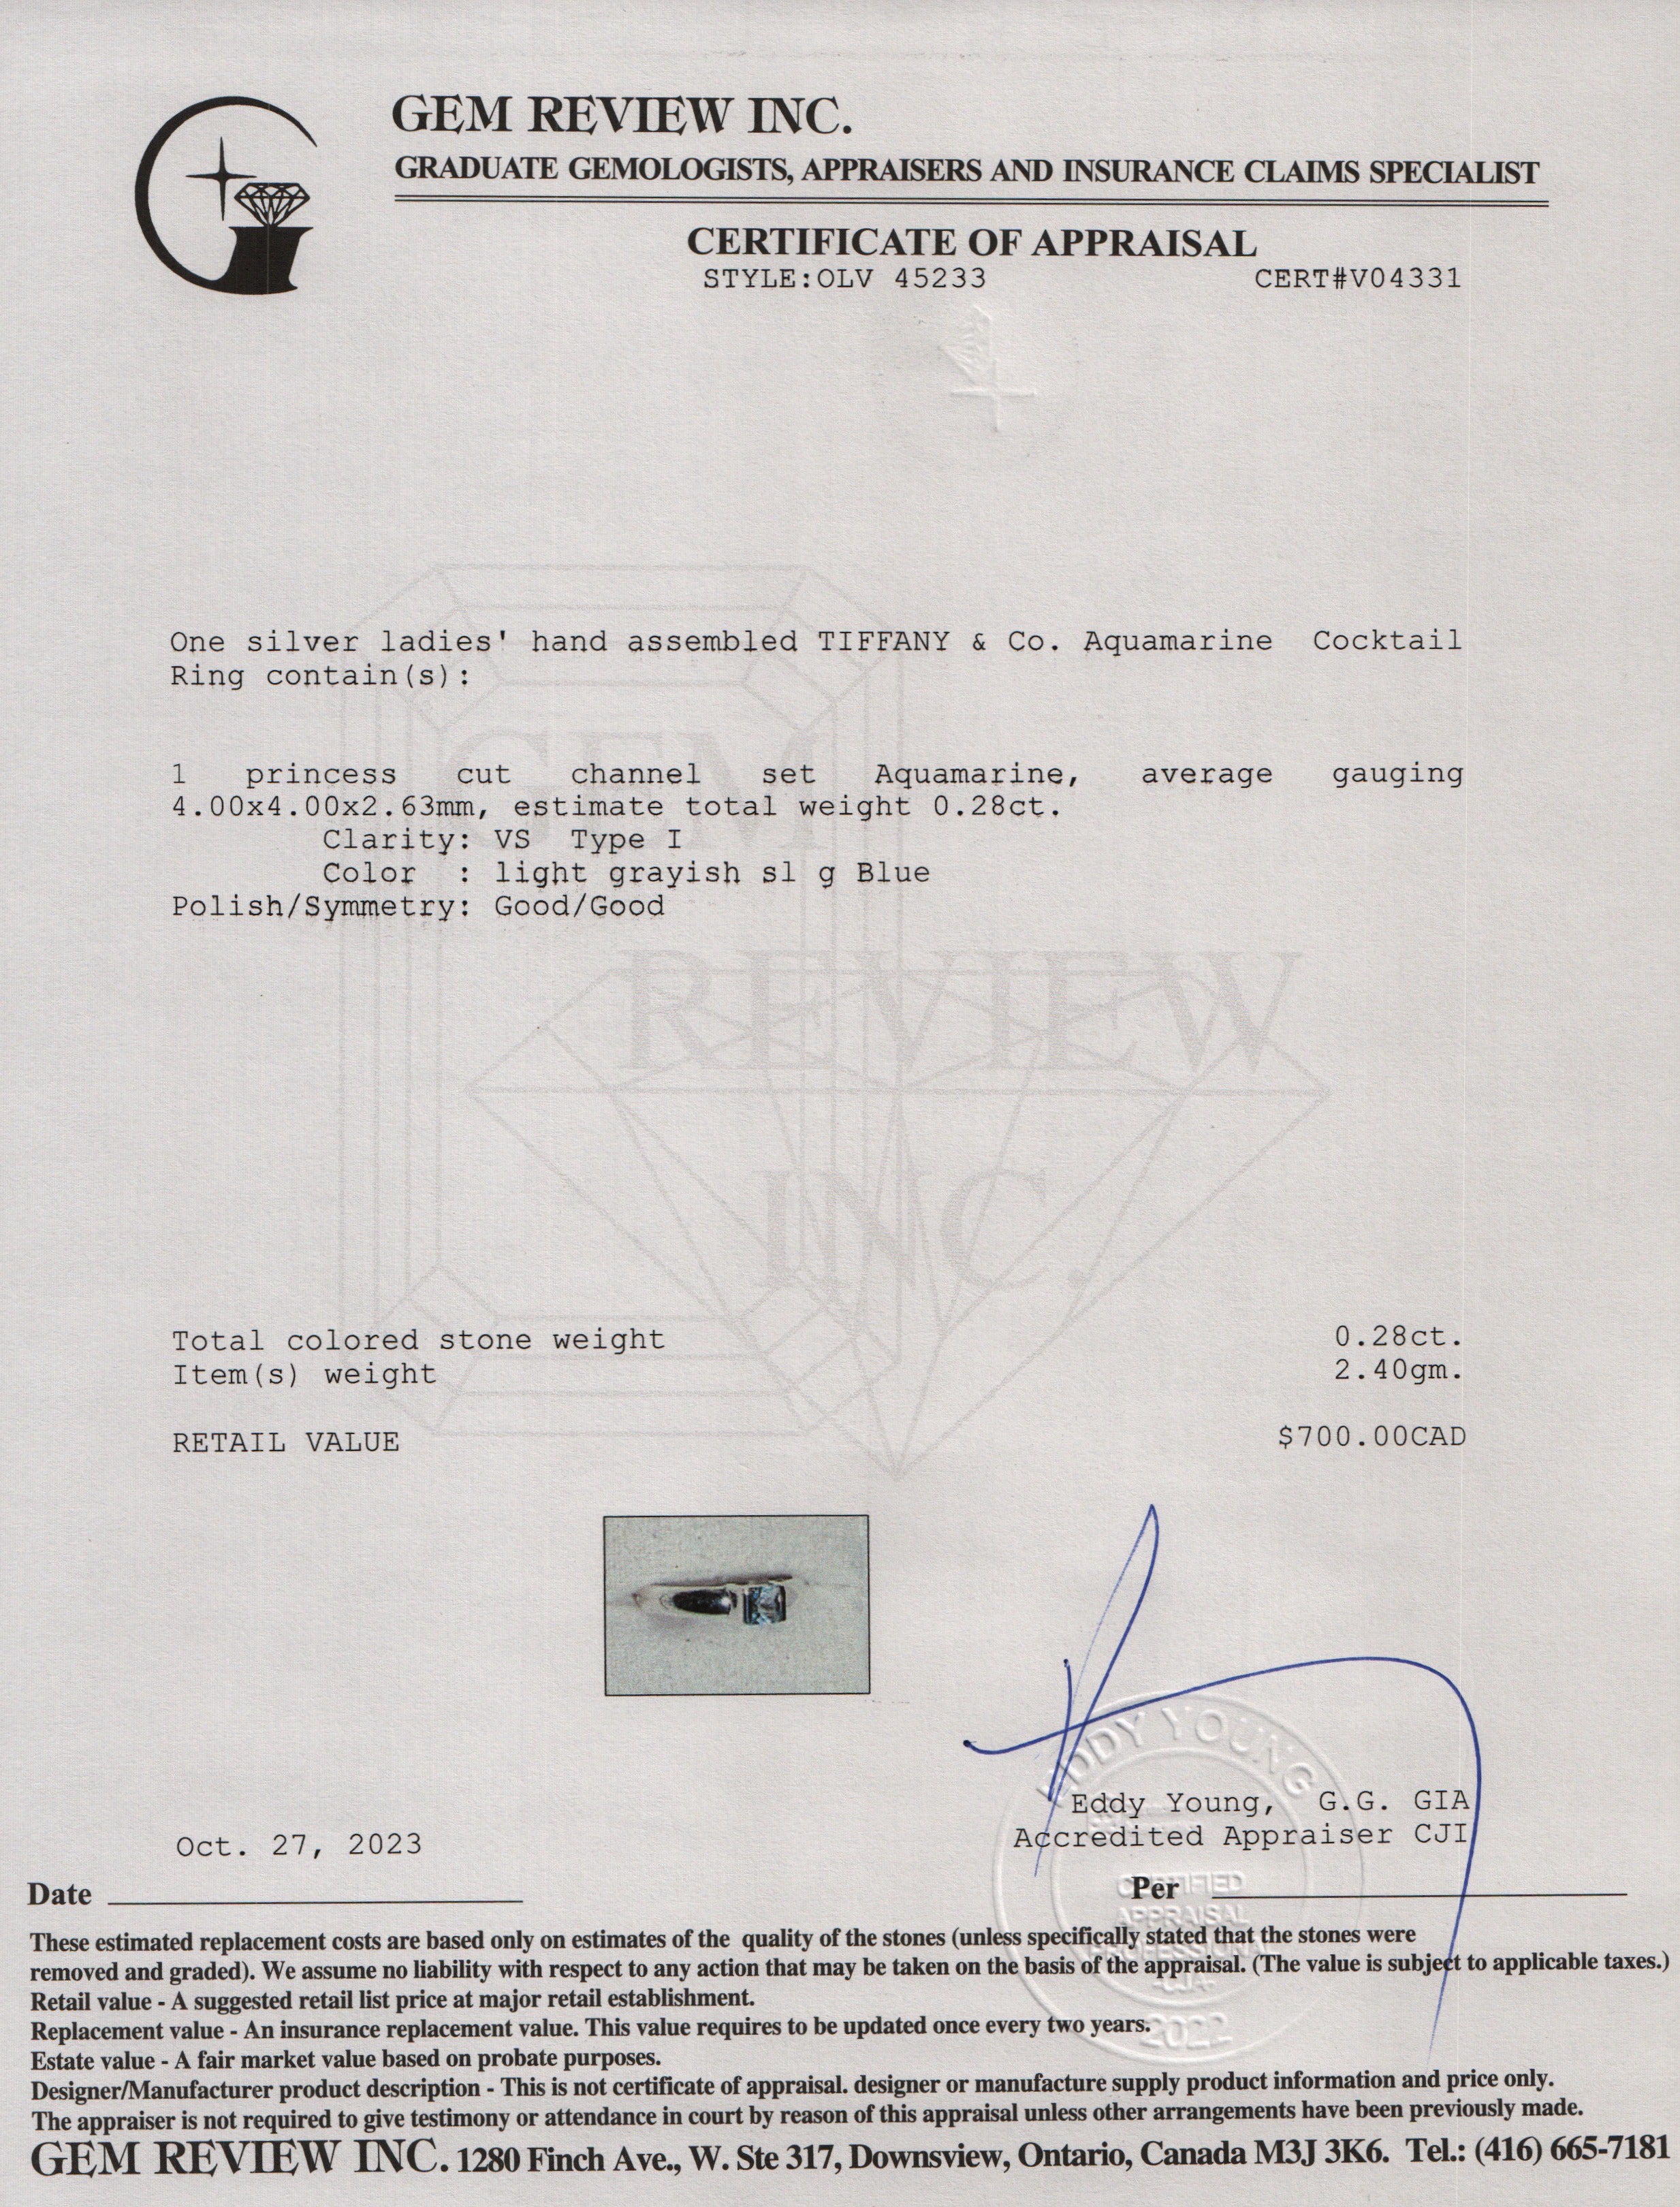 GEM REVIEW INC.
GRADUATE GEMOLOGISTS, APPRAISERS AND INSURANCE CLAIMS SPECIALIST
CERTIFICATE OF APPRAISAL
STYLE:OLV 45233 CERT#V04331
One silver ladies' hand assembled TIFFANY & Co. Aquamarine Cocktail
Ring contain(s):
1 princess cut channel set Aquamarine, average gauging
4.00x4.00x2.63mm, estimate total weight 0.28ct.
Clarity: VS Type I
Color : light grayish sl g Blue
Polish/Symmetry: Good/Good
GEM
REVIEW
INC.
Total colored stone weight 0.28ct.
Item(s) weight 2.40gm.
RETAIL VALUE $700.00CAD
EDDY YOUNG
Eddy Young, G.G. GIA
Accredited Appraiser CJI
Oct. 27, 2023
Date
Per
CERTIFIED
APPRAISAL
PROFESSIONAL
2022
These estimated replacement costs are based only on estimates of the quality of the stones (unless specifically stated that the stones were
removed and graded). We assume no liability with respect to any action that may be taken on the basis of the appraisal. (The value is subject to applicable taxes.)
Retail value - A suggested retail list price at major retail establishment.
Replacement value - An insurance replacement value. This value requires to be updated once every two years.
Estate value - A fair market value based on probate purposes.
Designer/Manufacturer product description - This is not certificate of appraisal. designer or manufacture supply product information and price only.
The appraiser is not required to give testimony or attendance in court by reason of this appraisal unless other arrangements have been previously made.
GEM REVIEW INC. 1280 Finch Ave., W. Ste 317, Downsview, Ontario, Canada M3J 3K6. Tel.: (416) 665-7181